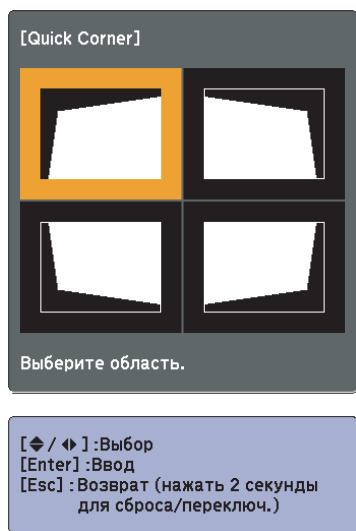 [Quick Corner]
Выберите область.
[◆/◆] :Выбор
[Enter] :Ввод
[Esc] : Возврат (нажать 2 секунды
для сброса/переключ.)